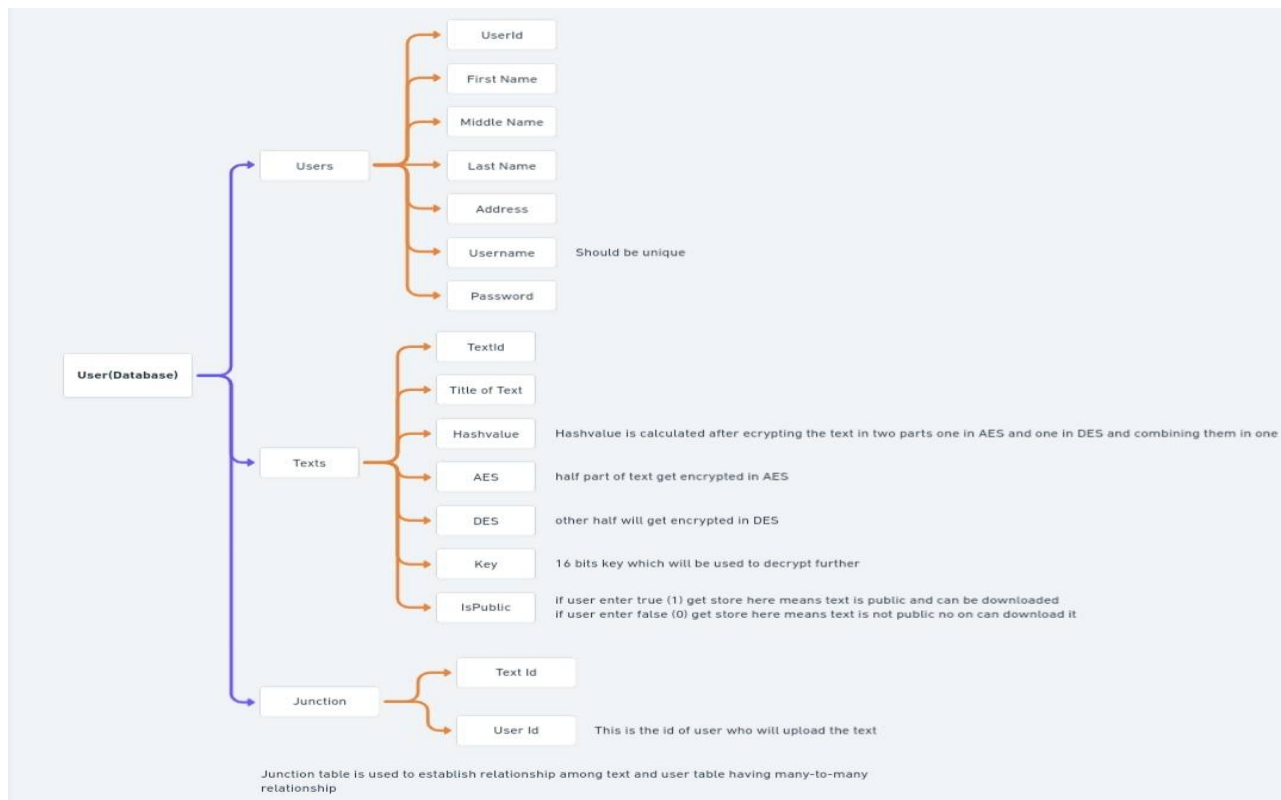 User(Database)
Users
UserId
First Name
Middle Name
Last Name
Address
Username
Should be unique
Password
Texts
TextId
Title of Text
Hashvalue
Hashvalue is calculated after ecrypting the text in two parts one in AES and one in DES and combining them in one
AES
half part of text get encrypted in AES
DES
other half will get encrypted in DES
Key
16 bits key which will be used to decrypt further
IsPublic
if user enter true (1) get store here means text is public and can be downloaded
if user enter false (0) get store here means text is not public no on can download it
Junction
Text Id
User Id
This is the id of user who will upload the text
Junction table is used to establish relationship among text and user table having many-to-many
relationship